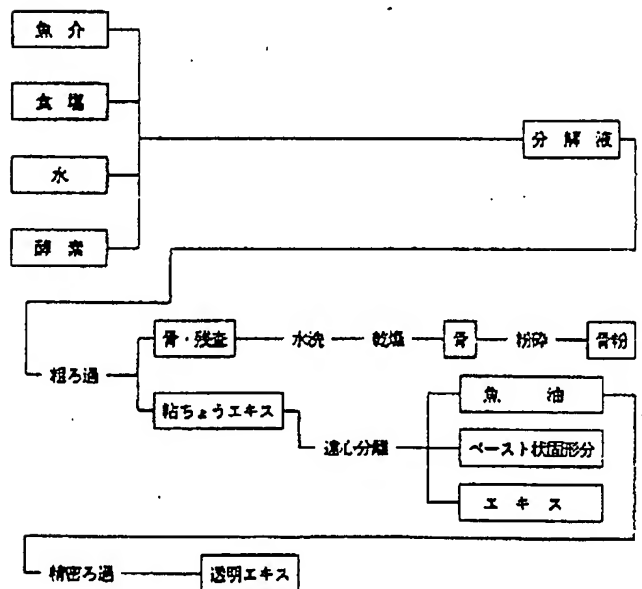 魚介
食塩
水
酵素
分解液
粗ろ過
骨・残査
水洗
乾塩
骨
粉砕
骨粉
粘ちょうエキス
遠心分離
魚油
ペースト状固形分
エキス
精密ろ過
透明エキス